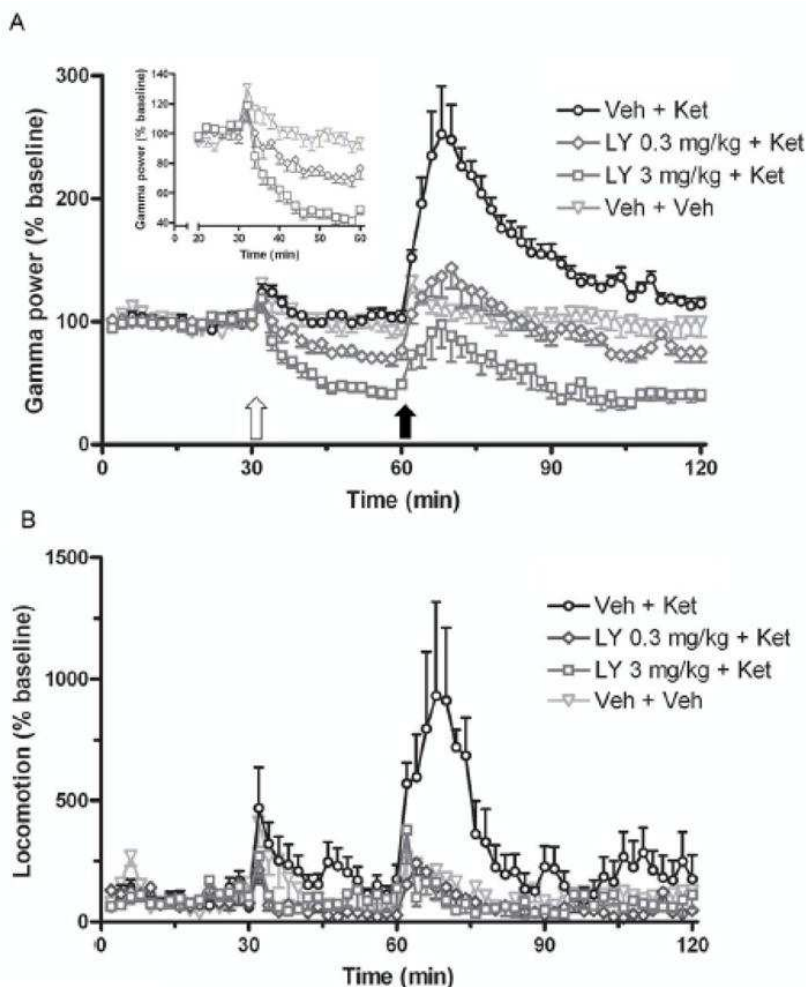 A
300
200
100
0
Gamma power (% baseline)
140
120
100
80
60
40
Gamma power (% baseline)
0 20 30 40 50 60
Time (min)
Veh + Ket
LY 0.3 mg/kg + Ket
LY 3 mg/kg + Ket
Veh + Veh
0 30 60 90 120
Time (min)
B
1500
1000
500
0
Locomotion (% baseline)
Veh + Ket
LY 0.3 mg/kg + Ket
LY 3 mg/kg + Ket
Veh + Veh
0 30 60 90 120
Time (min)